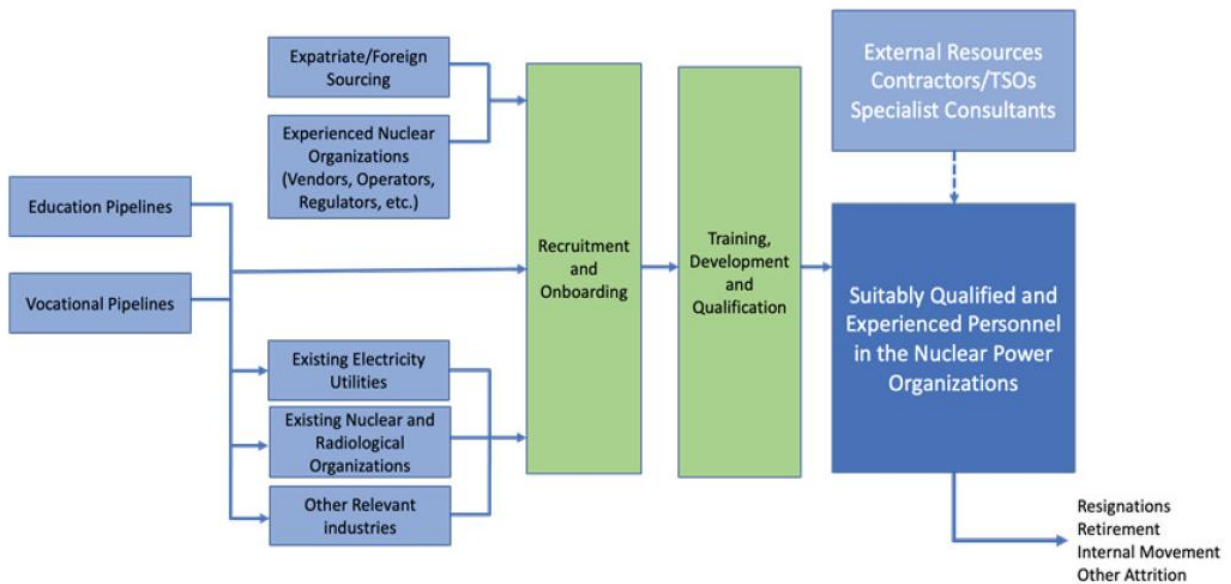 Expatriate/Foreign
Sourcing
Experienced Nuclear
Organizations
(Vendors, Operators,
Regulators, etc.)
Education Pipelines
Vocational Pipelines
Existing Electricity
Utilities
Existing Nuclear and
Radiological
Organizations
Other Relevant
industries
Recruitment
and
Onboarding
Training,
Development
and
Qualification
External Resources
Contractors/TSOs
Specialist Consultants
Suitably Qualified and
Experienced Personnel
in the Nuclear Power
Organizations
Resignations
Retirement
Internal Movement
Other Attrition